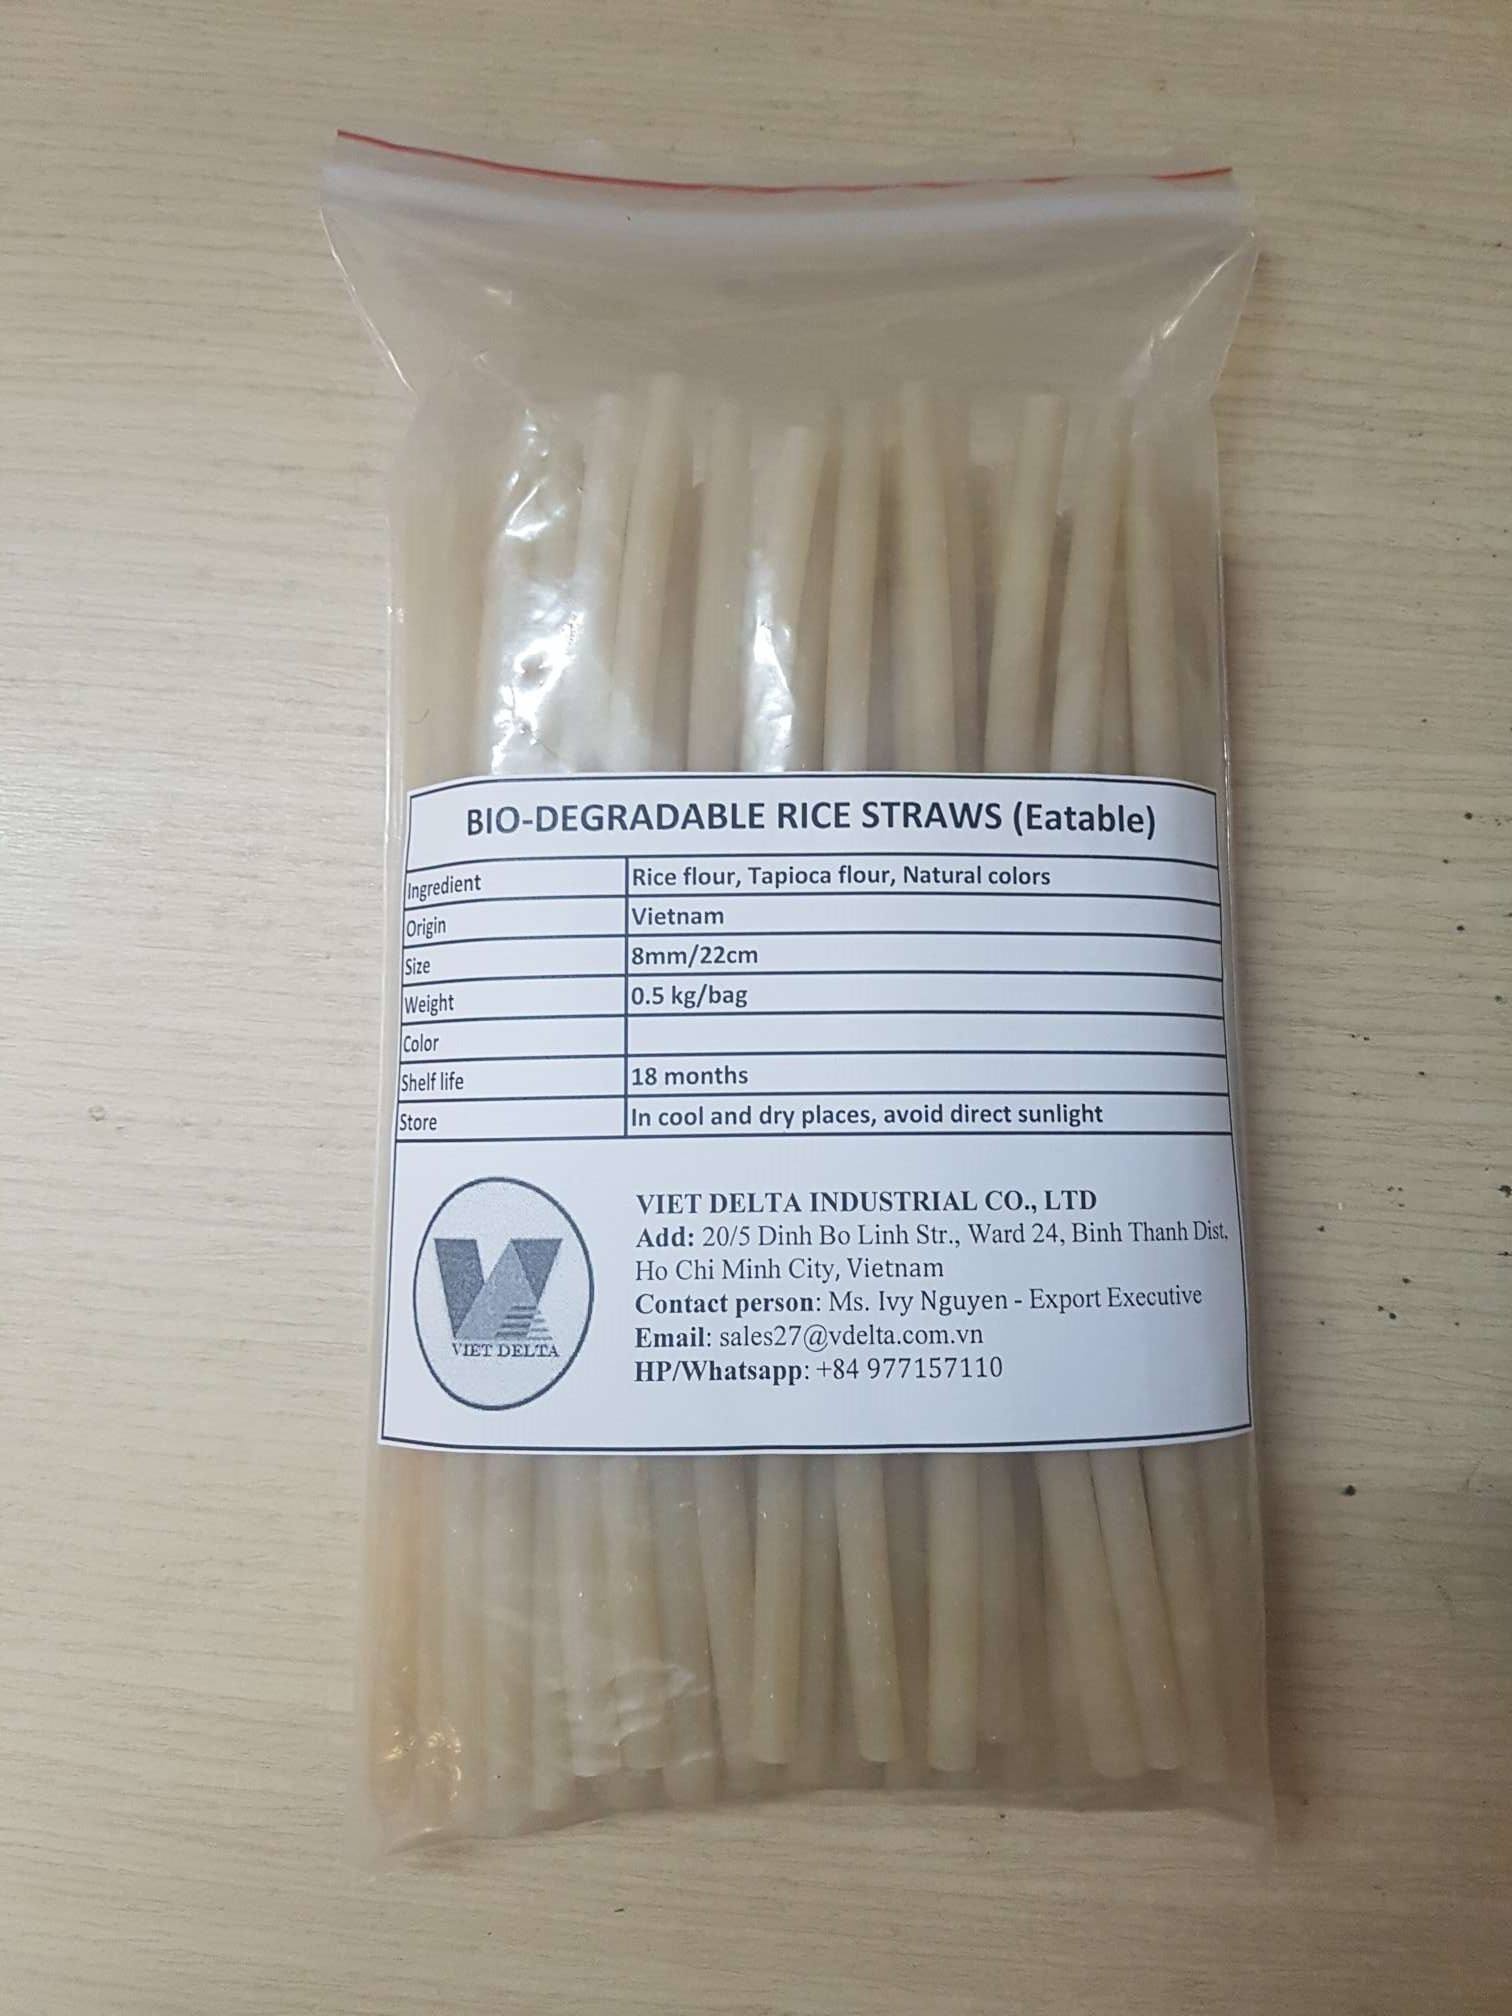 BIO-DEGRADABLE RICE STRAWS (Eatable)
Ingredient Rice flour, Tapioca flour, Natural colors
Origin Vietnam
Size 8mm/22cm
Weight 0.5 kg/bag
Color
Shelf life 18 months
Store In cool and dry places, avoid direct sunlight
VIET DELTA
VIET DELTA INDUSTRIAL CO., LTD
Add: 20/5 Dinh Bo Linh Str., Ward 24, Binh Thanh Dist,
Ho Chi Minh City, Vietnam
Contact person: Ms. Ivy Nguyen - Export Executive
Email: sales27@vdelta.com.vn
HP/Whatsapp: +84 977157110